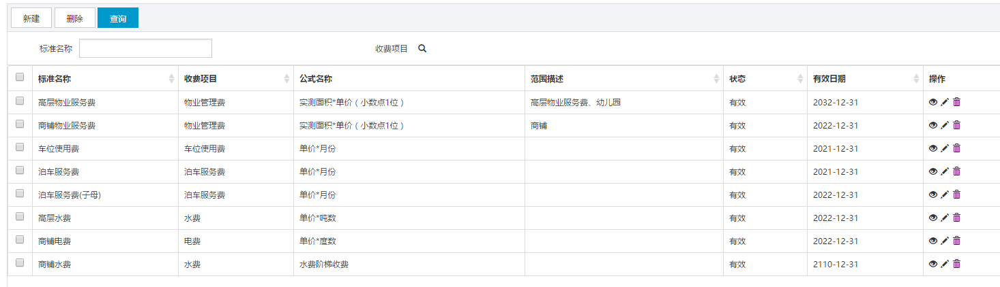 新建 删除 查询
标准名称 收费项目
标准名称 收费项目 公式名称 范围描述 状态 有效日期 操作
高层物业服务费 物业管理费 实测面积*单价（小数点1位） 高层物业服务费、幼儿园 有效 2032-12-31
商铺物业服务费 物业管理费 实测面积*单价（小数点1位） 商铺 有效 2022-12-31
车位使用费 车位使用费 单价*月份 有效 2021-12-31
泊车服务费 泊车服务费 单价*月份 有效 2021-12-31
泊车服务费(子母) 泊车服务费 单价*月份 有效 2022-12-31
高层水费 水费 单价*吨数 有效 2022-12-31
商铺电费 电费 单价*度数 有效 2022-12-31
商铺水费 水费 水费阶梯收费 有效 2110-12-31